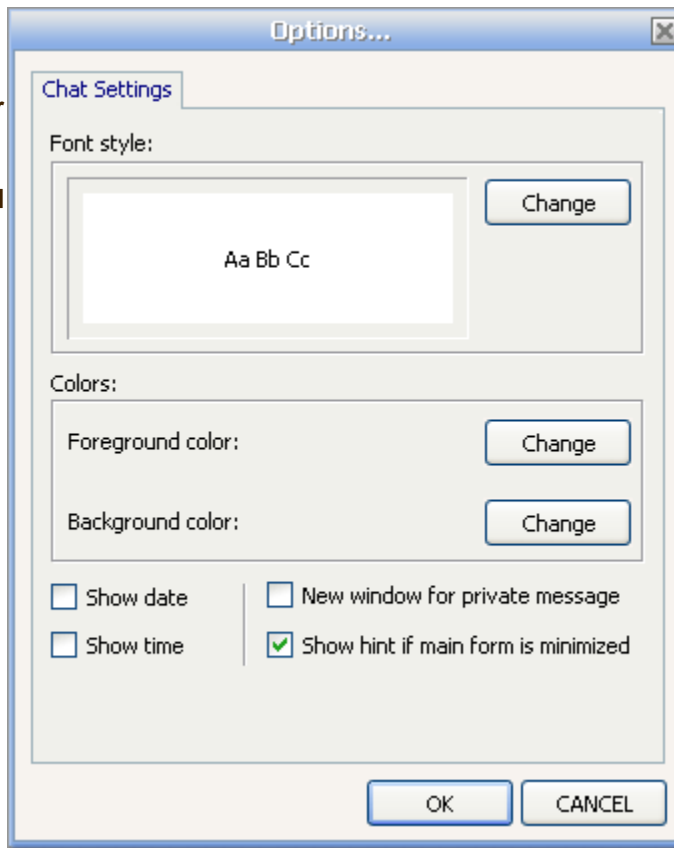 Options...
Chat Settings
Font style:
Aa Bb Cc
Change
Colors:
Foreground color:
Change
Background color:
Change
Show date
New window for private message
Show time
Show hint if main form is minimized
OK
CANCEL